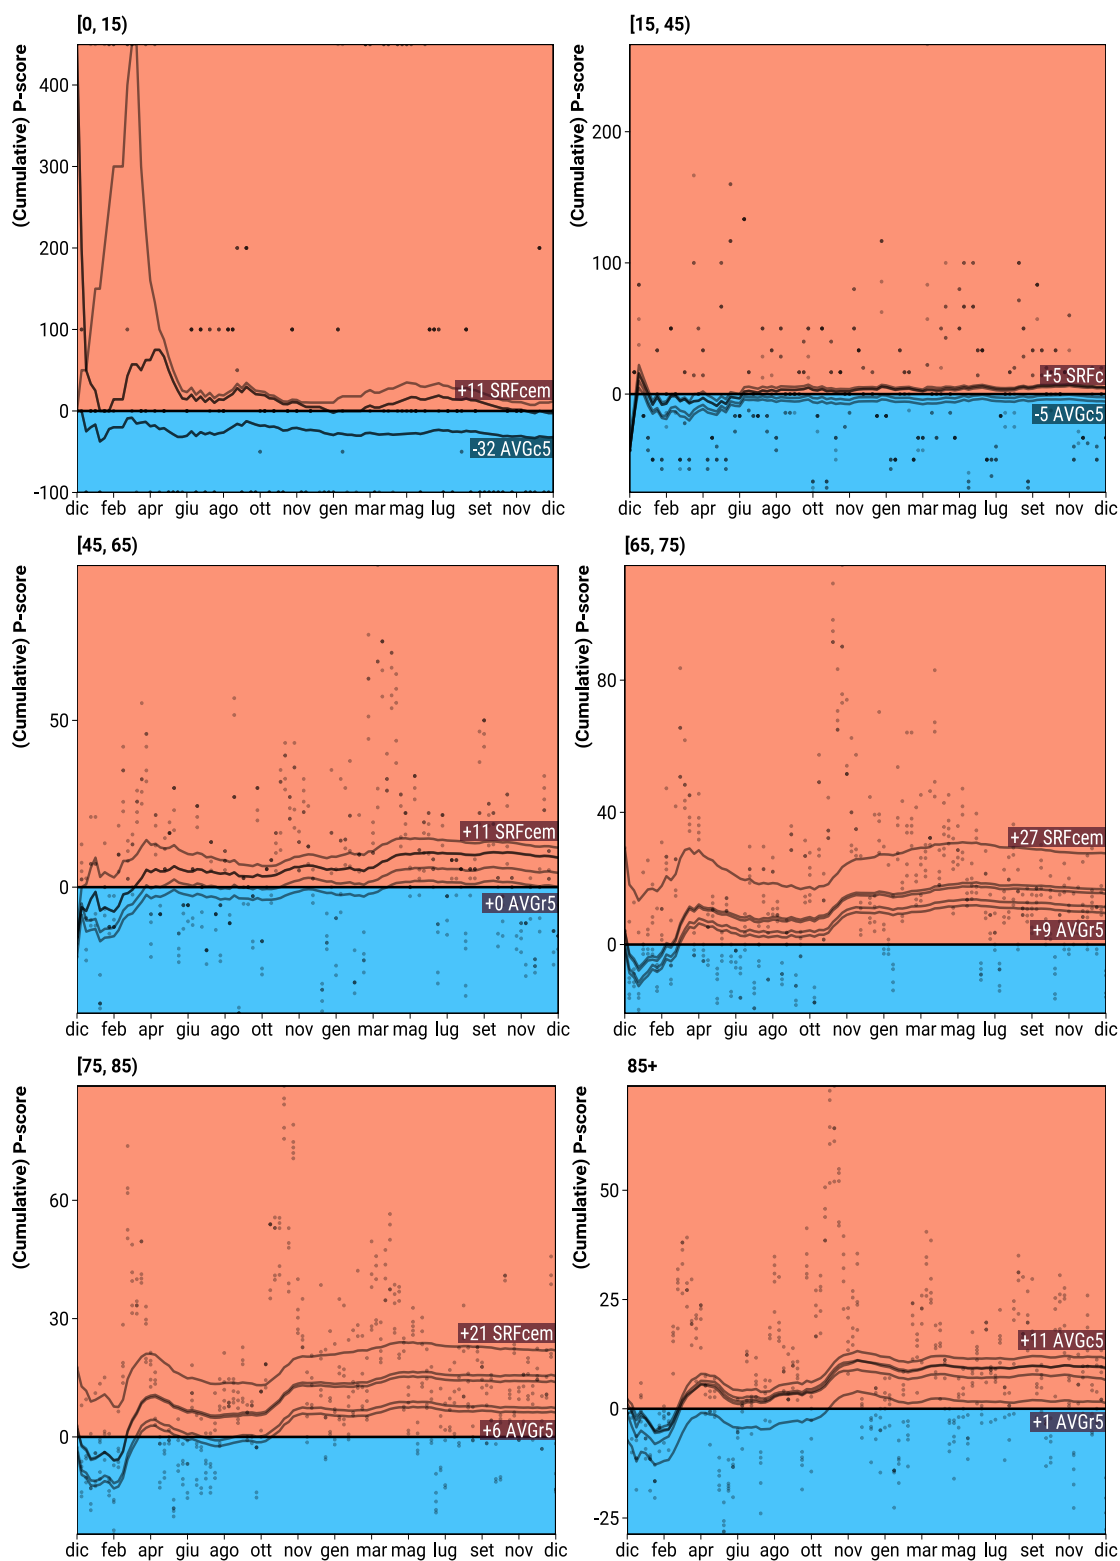 [0, 15)
(Cumulative) P-score
400
300
200
100
0
-100
+11 SRFcem
-32 AVGc5
dic feb apr giu ago ott nov gen mar mag lug set nov dic
[15, 45)
(Cumulative) P-score
200
100
0
+5 SRFc
-5 AVGc5
dic feb apr giu ago ott nov gen mar mag lug set nov dic
[45, 65)
(Cumulative) P-score
50
0
+11 SRFcem
+0 AVGr5
dic feb apr giu ago ott nov gen mar mag lug set nov dic
[65, 75)
(Cumulative) P-score
80
40
0
+27 SRFcem
+9 AVGr5
dic feb apr giu ago ott nov gen mar mag lug set nov dic
[75, 85)
(Cumulative) P-score
60
30
0
+21 SRFcem
+6 AVGr5
dic feb apr giu ago ott nov gen mar mag lug set nov dic
85+
(Cumulative) P-score
50
25
0
-25
+11 AVGc5
+1 AVGr5
dic feb apr giu ago ott nov gen mar mag lug set nov dic